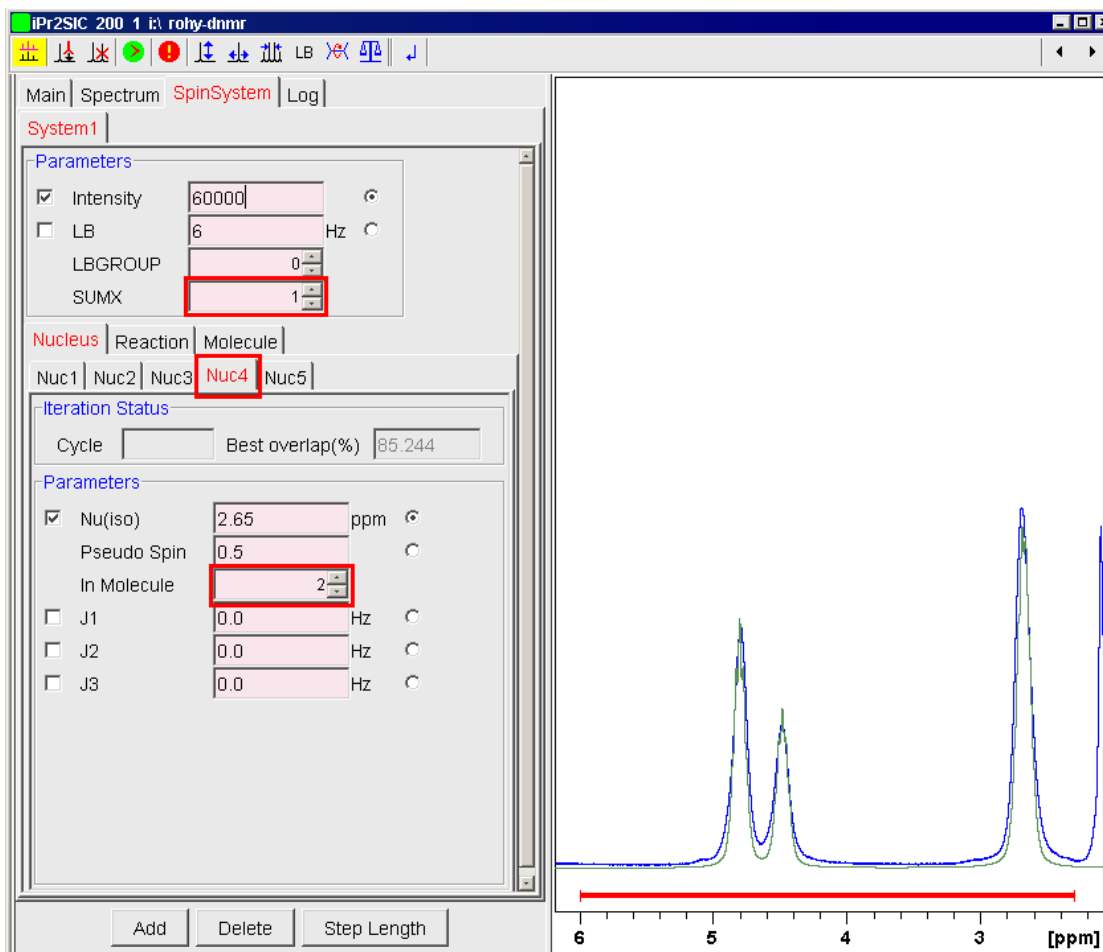 iPr2SIC 200 1 i:\ rohy-dnmr
LB
Main Spectrum SpinSystem Log
System1
Parameters
Intensity 60000
LB 6 Hz
LBGROUP 0
SUMX 1
Nucleus Reaction Molecule
Nuc1 Nuc2 Nuc3 Nuc4 Nuc5
Iteration Status
Cycle Best overlap(%) 85.244
Parameters
Nu(iso) 2.65 ppm
Pseudo Spin 0.5
In Molecule 2
J1 0.0 Hz
J2 0.0 Hz
J3 0.0 Hz
Add Delete Step Length
6 5 4 3 [ppm]